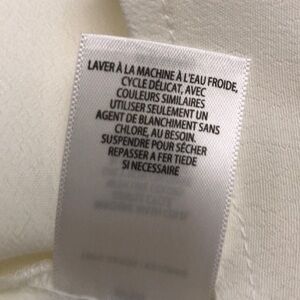 LAVER À LA MACHINE À L'EAU FROIDE,
CYCLE DÉLICAT, AVEC
COULEURS SIMILAIRES
UTILISER SEULEMENT UN
AGENT DE BLANCHIMENT SANS
CHLORE, AU BESOIN.
SUSPENDRE POUR SÉCHER
REPASSER A FER TIEDE
SI NECESSAIRE